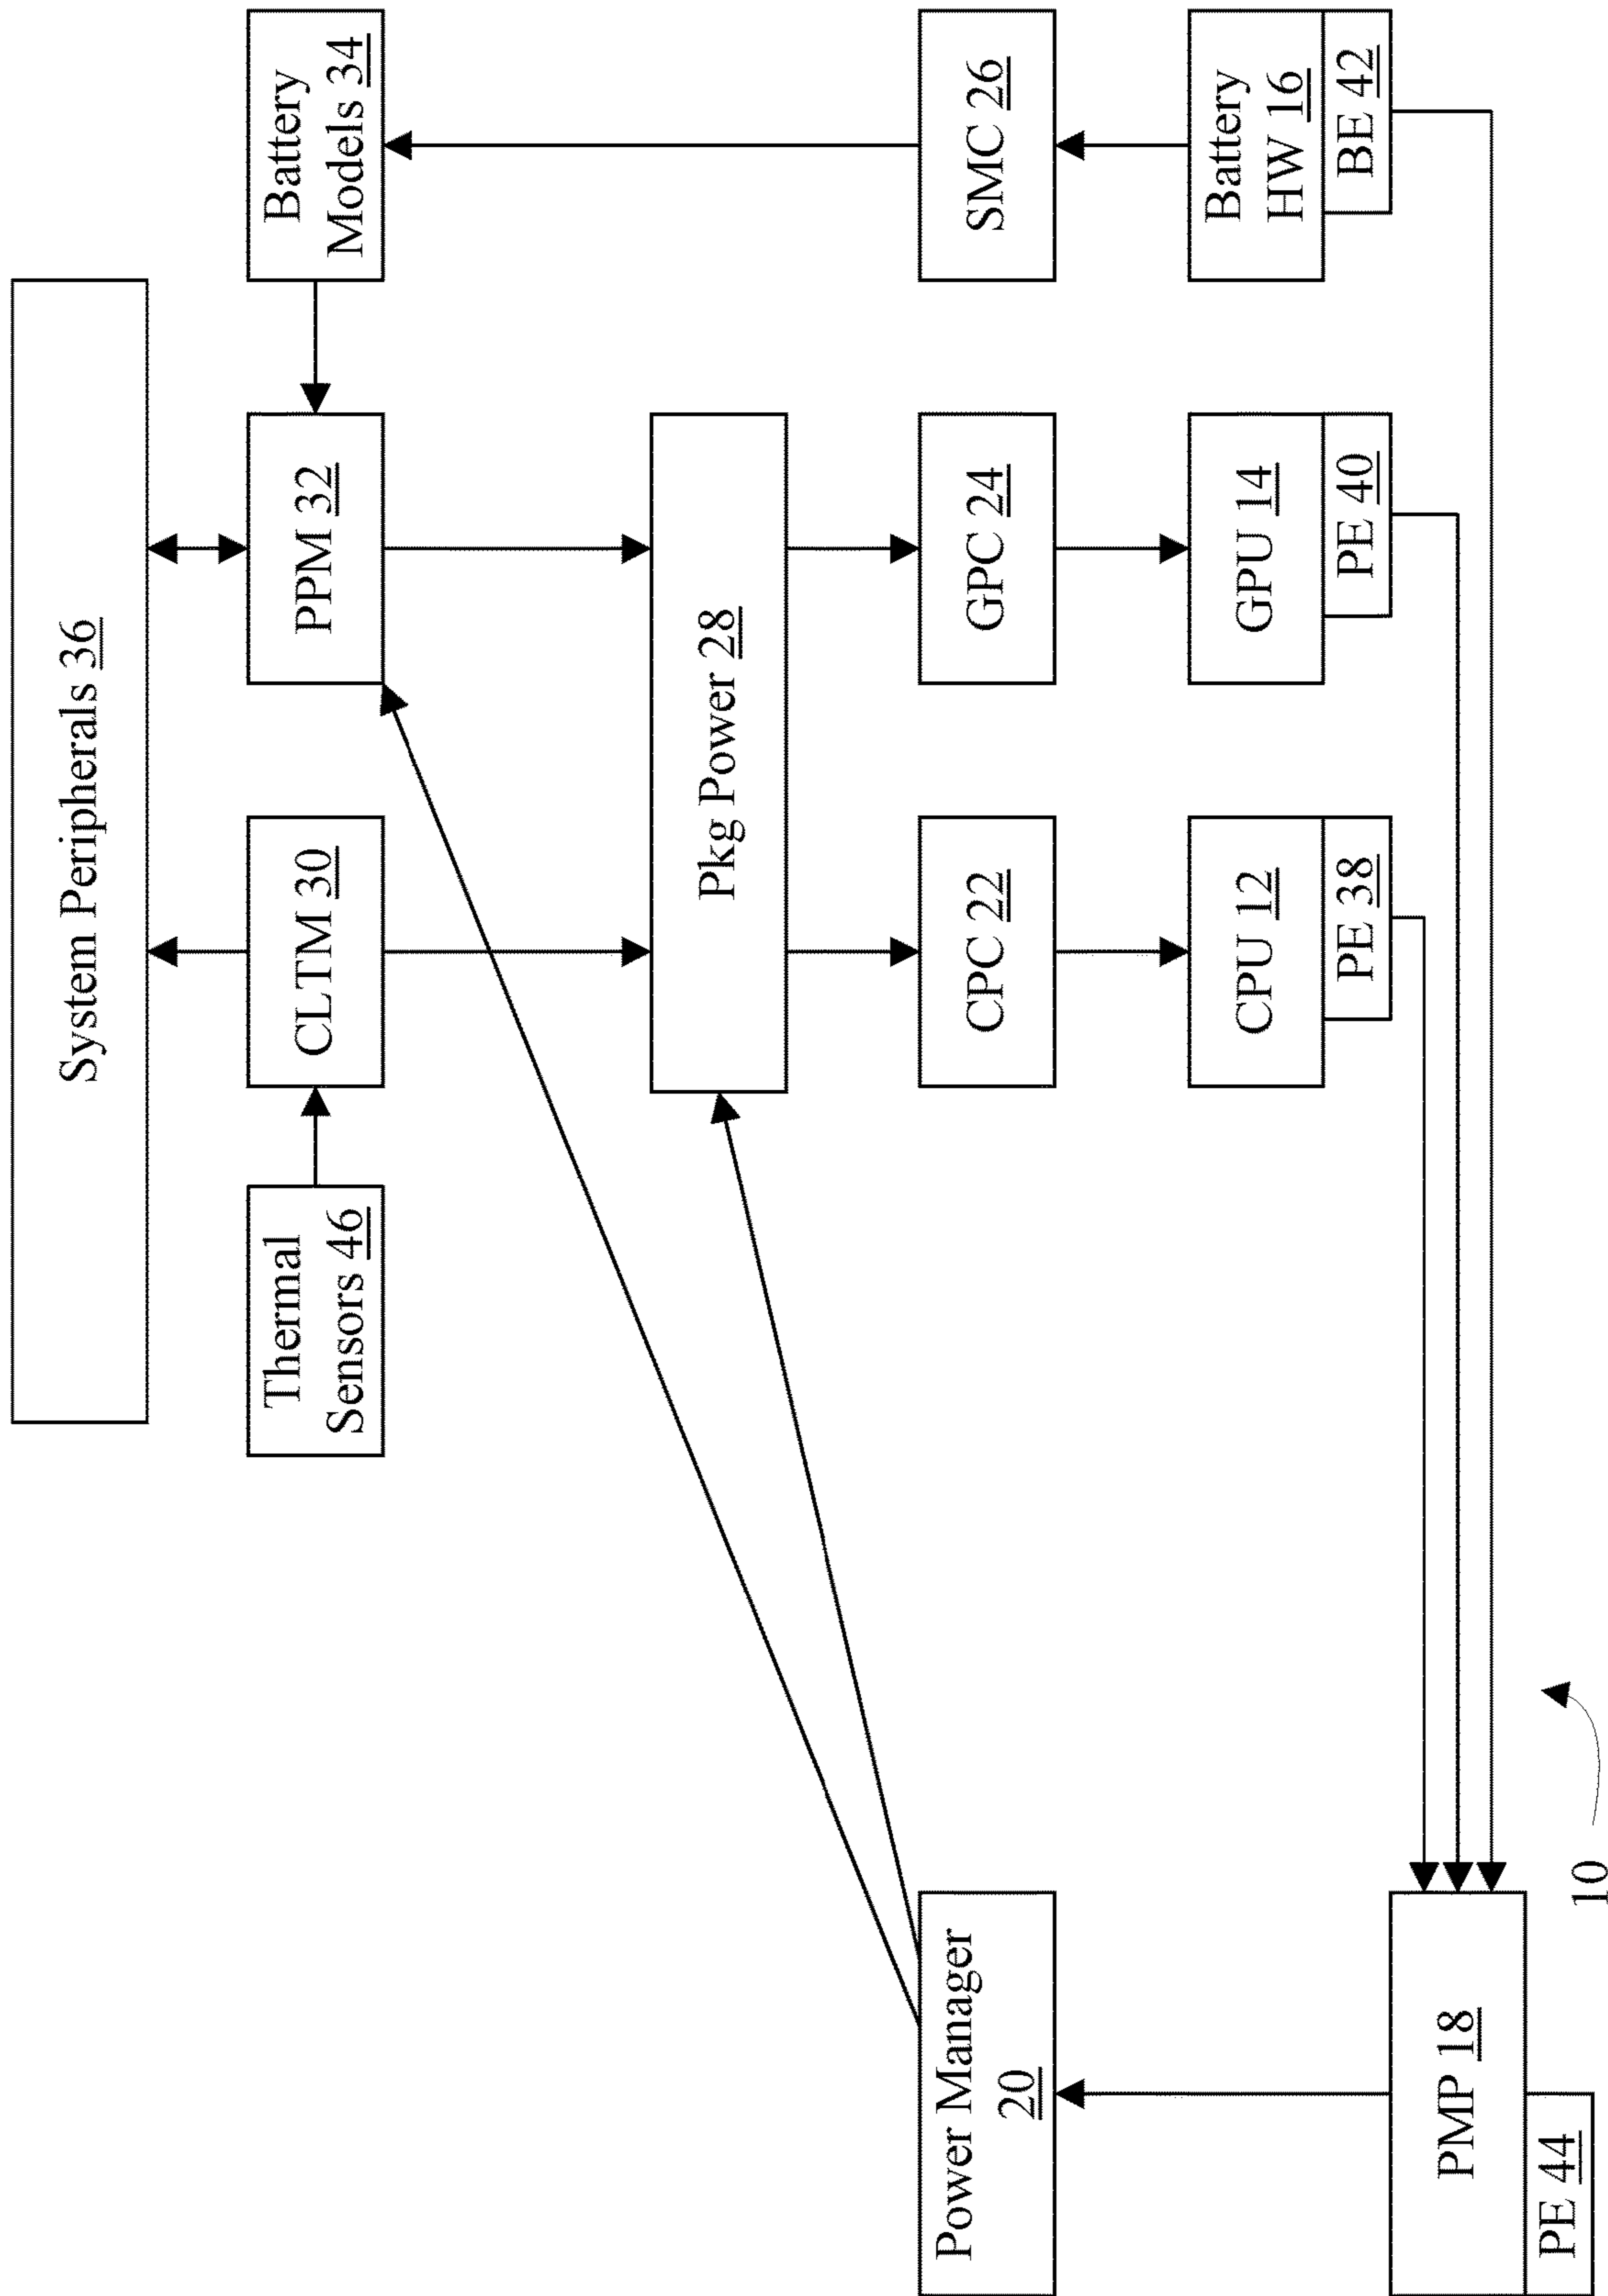 System Peripherals 36
Thermal
Sensors 46
CLTM 30
PPM 32
Battery
Models 34
Pkg Power 28
Power Manager
20
CPC 22
GPC 24
SMC 26
CPU 12
GPU 14
Battery
HW 16
PE 38
PE 40
BE 42
PMP 18
PE 44
10